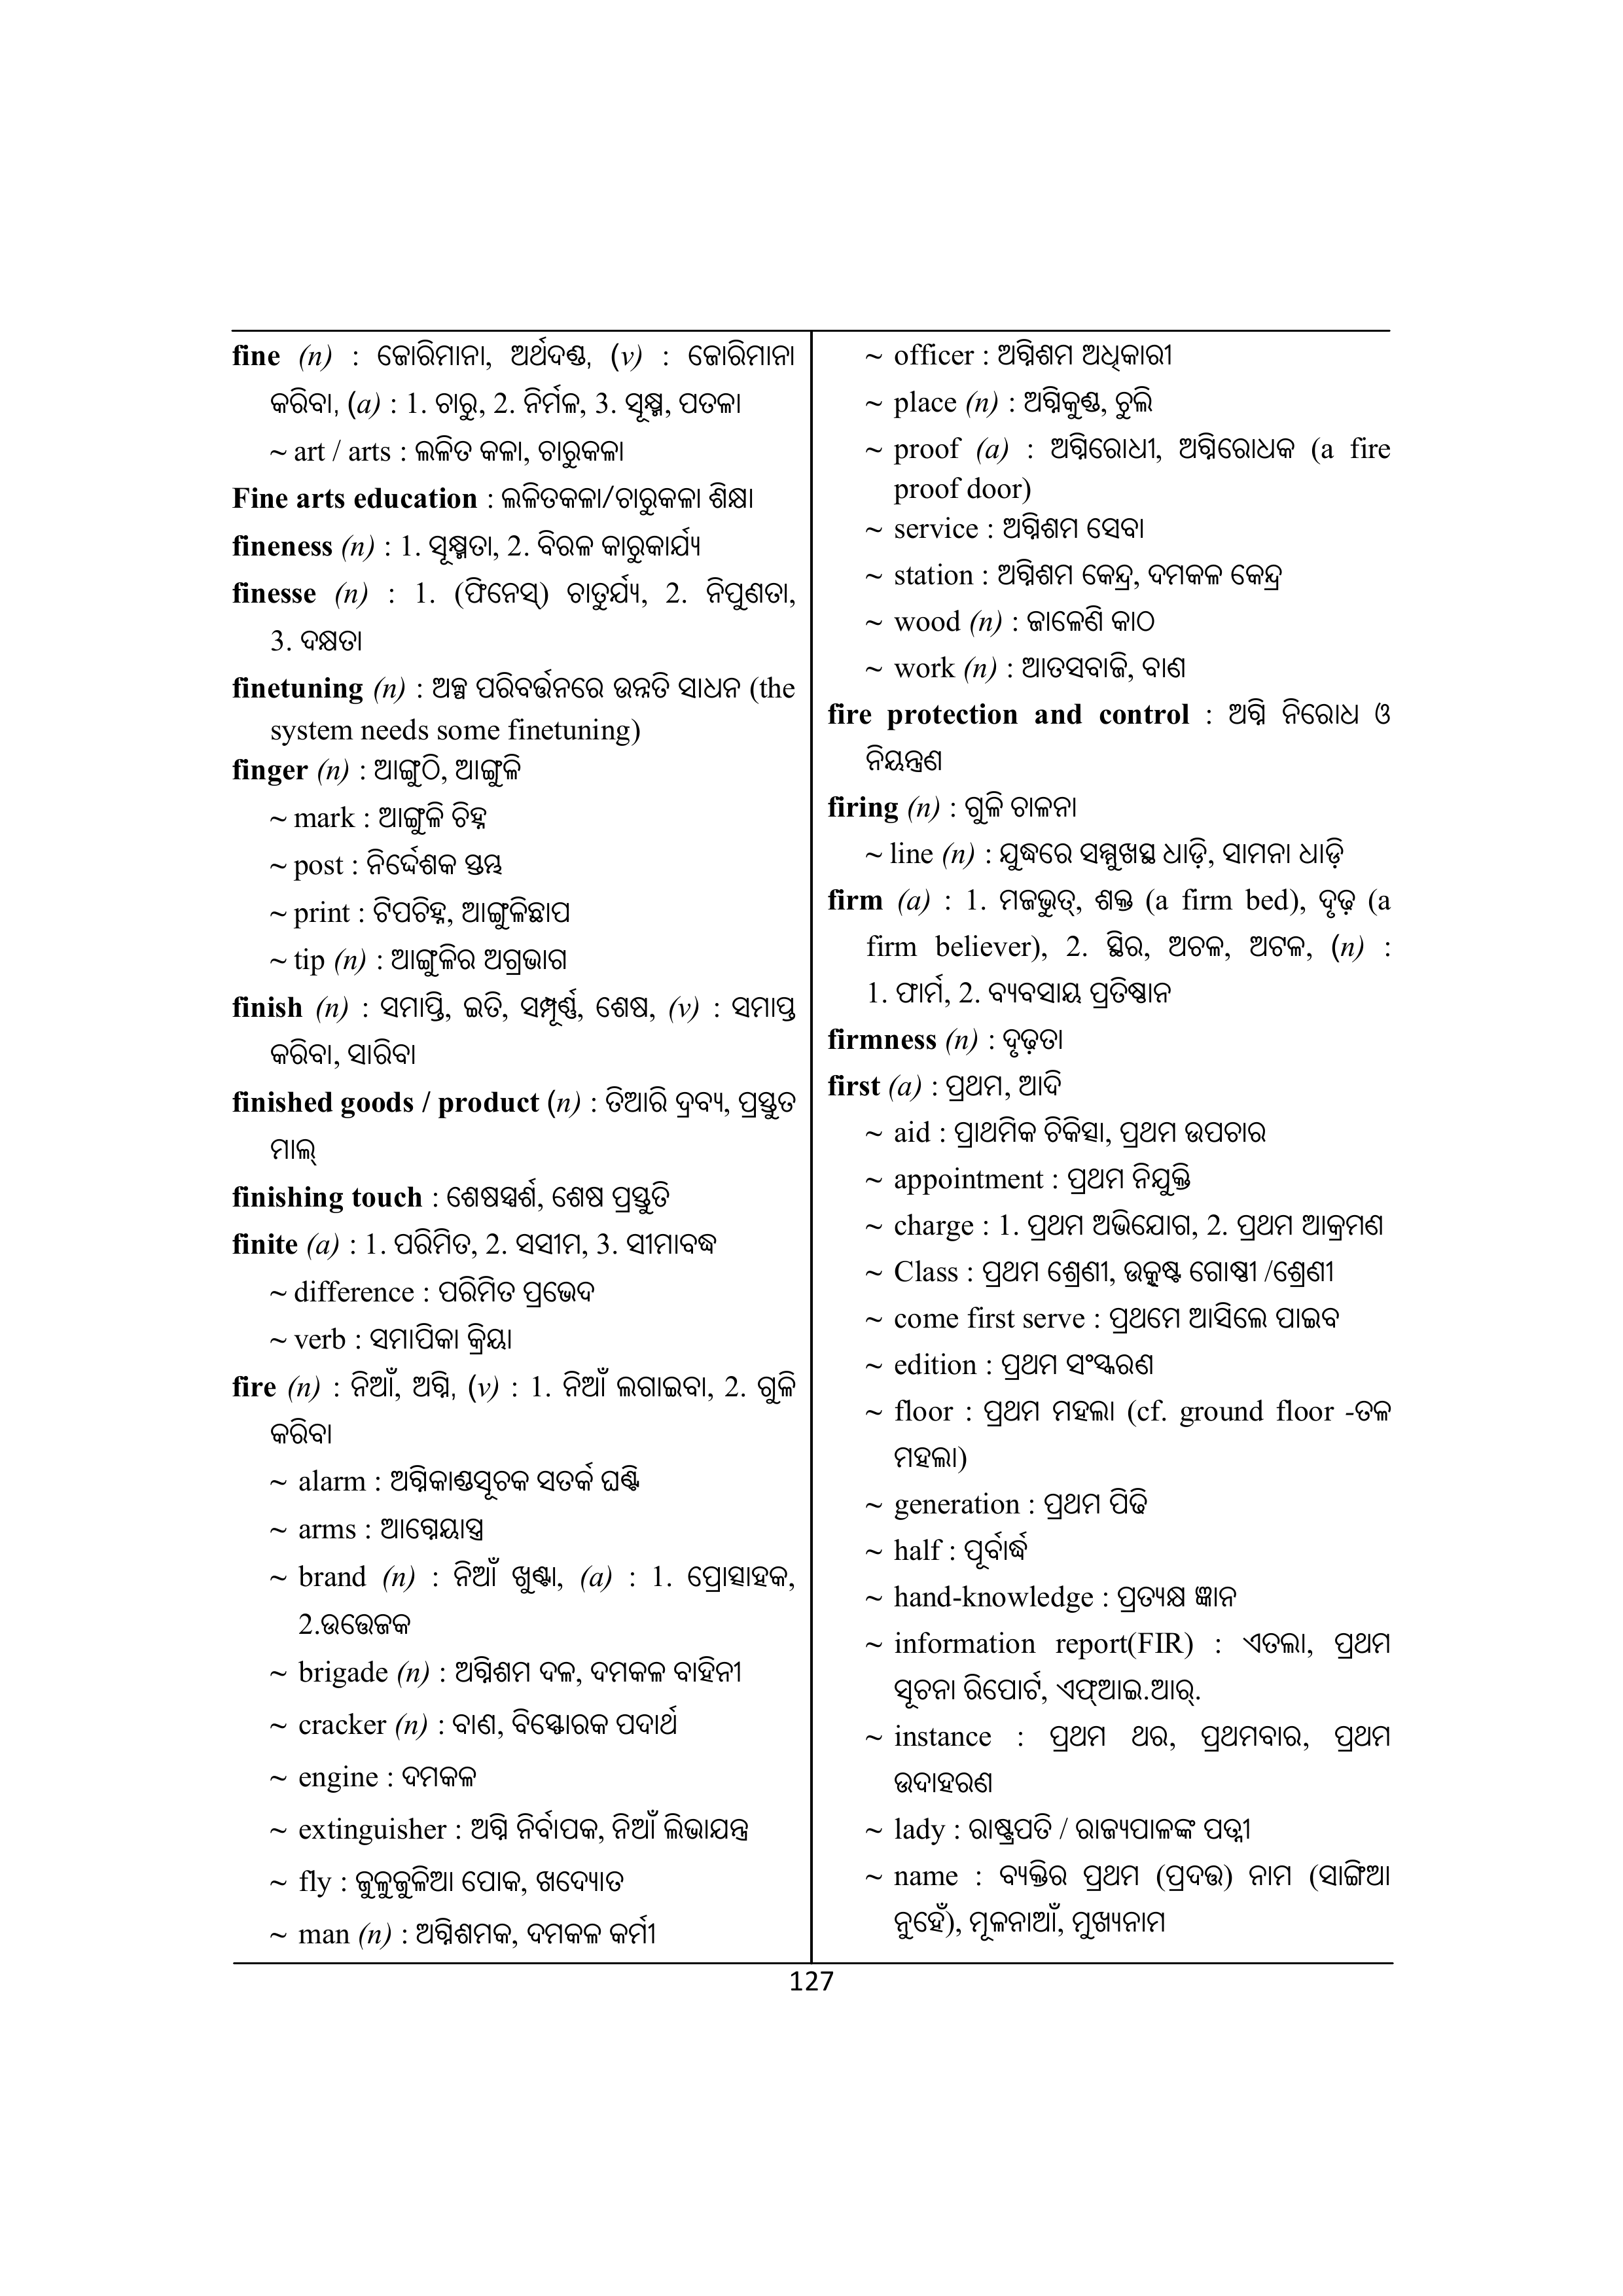 fine (n) : ଜୋରିମାନା, ଅର୍ଥଦଣ୍ଡ, (v) : ଜୋରିମାନା
କରିବା, (a) : 1. ଚାରୁ, 2. ନିର୍ମଳ, 3. ସୂକ୍ଷ୍ମ, ପତଳା
~ art / arts : ଲଳିତ କଳା, ଚାରୁକଳା
Fine arts education : ଲଳିତକଳା/ଚାରୁକଳା ଶିକ୍ଷା
fineness (n) : 1. ସୂକ୍ଷ୍ମତା, 2. ବିରଳ କାରୁକାର୍ଯ୍ୟ
finesse (n) : 1. (ଫିନେସ୍) ଚାତୁର୍ଯ୍ୟ, 2. ନିପୁଣତା,
3. ଦକ୍ଷତା
finetuning (n) : ଅଳ୍ପ ପରିବର୍ତ୍ତନରେ ଉନ୍ନତି ସାଧନ (the
system needs some finetuning)
finger (n) : ଆଙ୍ଗୁଠି, ଆଙ୍ଗୁଳି
~ mark : ଆଙ୍ଗୁଳି ଚିହ୍ନ
~ post : ନିର୍ଦ୍ଦେଶକ ସ୍ତମ୍ଭ
~ print : ଟିପଚିହ୍ନ, ଆଙ୍ଗୁଳିଛାପ
~ tip (n) : ଆଙ୍ଗୁଳିର ଅଗ୍ରଭାଗ
finish (n) : ସମାପ୍ତି, ଇତି, ସମ୍ପୂର୍ଣ୍ଣ, ଶେଷ, (v) : ସମାପ୍ତ
କରିବା, ସାରିବା
finished goods / product (n) : ତିଆରି ଦ୍ରବ୍ୟ, ପ୍ରସ୍ତୁତ
ମାଲ୍
finishing touch : ଶେଷସ୍ପର୍ଶ, ଶେଷ ପ୍ରସ୍ତୁତି
finite (a) : 1. ପରିମିତ, 2. ସସୀମ, 3. ସୀମାବଦ୍ଧ
~ difference : ପରିମିତ ପ୍ରଭେଦ
~ verb : ସମାପିକା କ୍ରିୟା
fire (n) : ନିଆଁ, ଅଗ୍ନି, (v) : 1. ନିଆଁ ଲଗାଇବା, 2. ଗୁଳି
କରିବା
~ alarm : ଅଗ୍ନିକାଣ୍ଡସୂଚକ ସତର୍କ ଘଣ୍ଟି
~ arms : ଆଗ୍ନେୟାସ୍ତ୍ର
~ brand (n) : ନିଆଁ ଖୁଣ୍ଟା, (a) : 1. ପ୍ରୋତ୍ସାହକ,
2.ଉତ୍ତେଜକ
~ brigade (n) : ଅଗ୍ନିଶମ ଦଳ, ଦମକଳ ବାହିନୀ
~ cracker (n) : ବାଣ, ବିସ୍ଫୋରକ ପଦାର୍ଥ
~ engine : ଦମକଳ
~ extinguisher : ଅଗ୍ନି ନିର୍ବାପକ, ନିଆଁ ଲିଭାଯନ୍ତ୍ର
~ fly : ଜୁଳୁଜୁଳିଆ ପୋକ, ଖଦ୍ୟୋତ
~ man (n) : ଅଗ୍ନିଶମକ, ଦମକଳ କର୍ମୀ
~ officer : ଅଗ୍ନିଶମ ଅଧିକାରୀ
~ place (n) : ଅଗ୍ନିକୁଣ୍ଡ, ଚୁଲି
~ proof (a) : ଅଗ୍ନିରୋଧୀ, ଅଗ୍ନିରୋଧକ (a fire
proof door)
~ service : ଅଗ୍ନିଶମ ସେବା
~ station : ଅଗ୍ନିଶମ କେନ୍ଦ୍ର, ଦମକଳ କେନ୍ଦ୍ର
~ wood (n) : ଜାଳେଣି କାଠ
~ work (n) : ଆତସବାଜି, ବାଣ
fire protection and control : ଅଗ୍ନି ନିରୋଧ ଓ
ନିୟନ୍ତ୍ରଣ
firing (n) : ଗୁଳି ଚାଳନା
~ line (n) : ଯୁଦ୍ଧରେ ସମ୍ମୁଖସ୍ଥ ଧାଡ଼ି, ସାମନା ଧାଡ଼ି
firm (a) : 1. ମଜଭୁତ୍, ଶକ୍ତ (a firm bed), ଦୃଢ଼ (a
firm believer), 2. ସ୍ଥିର, ଅଚଳ, ଅଟଳ, (n) :
1. ଫାର୍ମ, 2. ବ୍ୟବସାୟ ପ୍ରତିଷ୍ଠାନ
firmness (n) : ଦୃଢ଼ତା
first (a) : ପ୍ରଥମ, ଆଦି
~ aid : ପ୍ରାଥମିକ ଚିକିତ୍ସା, ପ୍ରଥମ ଉପଚାର
~ appointment : ପ୍ରଥମ ନିଯୁକ୍ତି
~ charge : 1. ପ୍ରଥମ ଅଭିଯୋଗ, 2. ପ୍ରଥମ ଆକ୍ରମଣ
~ Class : ପ୍ରଥମ ଶ୍ରେଣୀ, ଉତ୍କୃଷ୍ଟ ଗୋଷ୍ଠୀ /ଶ୍ରେଣୀ
~ come first serve : ପ୍ରଥମେ ଆସିଲେ ପାଇବ
~ edition : ପ୍ରଥମ ସଂସ୍କରଣ
~ floor : ପ୍ରଥମ ମହଲା (cf. ground floor -ତଳ
ମହଲା)
~ generation : ପ୍ରଥମ ପିଢି
~ half : ପୂର୍ବାର୍ଦ୍ଧ
~ hand-knowledge : ପ୍ରତ୍ୟକ୍ଷ ଜ୍ଞାନ
~ information report(FIR) : ଏତଲା, ପ୍ରଥମ
ସୂଚନା ରିପୋର୍ଟ, ଏଫ୍ଆଇ.ଆର୍.
~ instance : ପ୍ରଥମ ଥର, ପ୍ରଥମବାର, ପ୍ରଥମ
ଉଦାହରଣ
~ lady : ରାଷ୍ଟ୍ରପତି / ରାଜ୍ୟପାଳଙ୍କ ପତ୍ନୀ
~ name : ବ୍ୟକ୍ତିର ପ୍ରଥମ (ପ୍ରଦତ୍ତ) ନାମ (ସାଙ୍ଗିଆ
ନୁହେଁ), ମୂଳନାଆଁ, ମୁଖ୍ୟନାମ
127